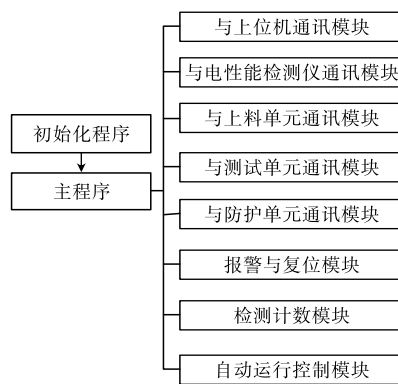 与上位机通讯模块
与电性能检测仪通讯模块
与上料单元通讯模块
初始化程序
与测试单元通讯模块
主程序
与防护单元通讯模块
报警与复位模块
检测计数模块
自动运行控制模块